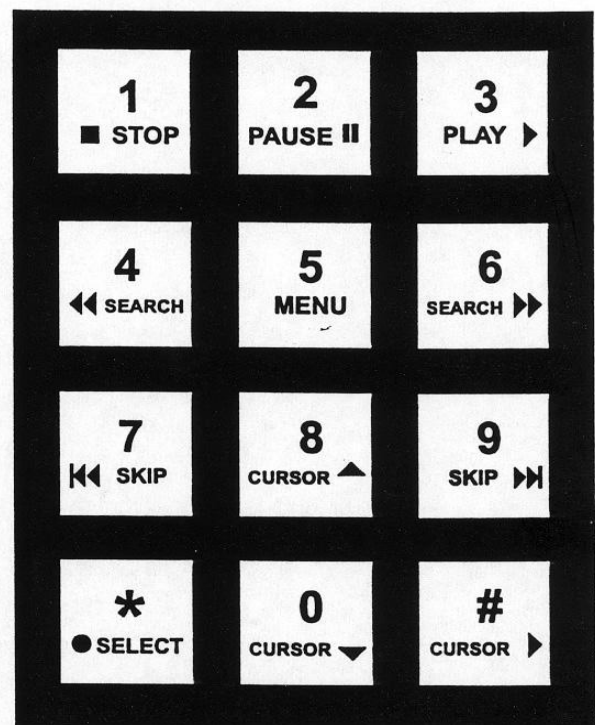 1
■ STOP
2
PAUSE ⏸
3
PLAY ▶
4
◀◀ SEARCH
5
MENU
6
SEARCH ▶▶
7
|◀◀ SKIP
8
CURSOR ▲
9
SKIP ▶▶|
*
● SELECT
0
CURSOR ▼
#
CURSOR ▶